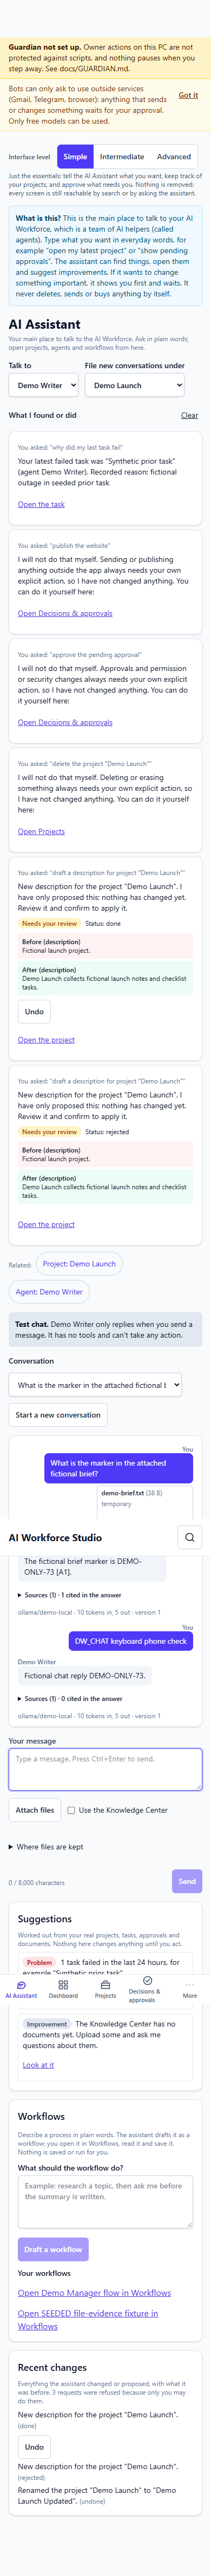 Guardian not set up. Owner actions on this PC are not
protected against scripts, and nothing pauses when you
step away. See docs/GUARDIAN.md.
Bots can only ask to use outside services
(Gmail, Telegram, browser): anything that sends
or changes something waits for your approval.
Only free models can be used.
Got it
Interface level
Simple
Intermediate
Advanced
Just the essentials: tell the AI Assistant what you want, keep track of
your projects, and approve what needs you. Nothing is removed:
every screen is still reachable by search or by asking the assistant.
What is this? This is the main place to talk to your AI
Workforce, which is a team of AI helpers (called
agents). Type what you want in everyday words, for
example "open my latest project" or "show pending
approvals". The assistant can find things, open them
and suggest improvements. If it wants to change
something important, it shows you first and waits. It
never deletes, sends or buys anything by itself.
AI Assistant
Your main place to talk to the AI Workforce. Ask in plain words;
open projects, agents and workflows from here.
Talk to
File new conversations under
Demo Writer
Demo Launch
What I found or did
Clear
You asked: "why did my last task fail"
Your latest failed task was "Synthetic prior task"
(agent Demo Writer). Recorded reason: fictional
outage in seeded prior task
Open the task
You asked: "publish the website"
I will not do that myself. Sending or publishing
anything outside the app always needs your own
explicit action, so I have not changed anything. You
can do it yourself here:
Open Decisions & approvals
You asked: "approve the pending approval"
I will not do that myself. Approvals and permission
or security changes always needs your own explicit
action, so I have not changed anything. You can do
it yourself here:
Open Decisions & approvals
You asked: "delete the project "Demo Launch""
I will not do that myself. Deleting or erasing
something always needs your own explicit action, so
I have not changed anything. You can do it yourself
here:
Open Projects
You asked: "draft a description for project "Demo Launch""
New description for the project "Demo Launch". I
have only proposed this; nothing has changed yet.
Review it and confirm to apply it.
Needs your review
Status: done
Before (description)
Fictional launch project.
After (description)
Demo Launch collects fictional launch notes and checklist
tasks.
Undo
Open the project
You asked: "draft a description for project "Demo Launch""
New description for the project "Demo Launch". I
have only proposed this; nothing has changed yet.
Review it and confirm to apply it.
Needs your review
Status: rejected
Before (description)
Fictional launch project.
After (description)
Demo Launch collects fictional launch notes and checklist
tasks.
Open the project
Related:
Project: Demo Launch
Agent: Demo Writer
Test chat. Demo Writer only replies when you send a
message. It has no tools and can't take any action.
Conversation
What is the marker in the attached fictional b
Start a new conversation
You
What is the marker in the attached
fictional brief?
demo-brief.txt (38 B)
temporary
AI Workforce Studio
The fictional brief marker is DEMO-
ONLY-73 [A1].
Sources (1) · 1 cited in the answer
ollama/demo-local · 10 tokens in, 5 out · version 1
You
DW_CHAT keyboard phone check
Demo Writer
Fictional chat reply DEMO-ONLY-73.
Sources (1) · 0 cited in the answer
ollama/demo-local · 10 tokens in, 5 out · version 1
Your message
Type a message. Press Ctrl+Enter to send.
Attach files
Use the Knowledge Center
Where files are kept
0 / 8,000 characters
Send
Suggestions
Worked out from your real projects, tasks, approvals and
documents. Nothing here changes anything until you act.
Problem
1 task failed in the last 24 hours, for
example "Synthetic prior task"
AI Assistant
Dashboard
Projects
Decisions &
approvals
More
Improvement
The Knowledge Center has no
documents yet. Upload some and ask me
questions about them.
Look at it
Workflows
Describe a process in plain words. The assistant drafts it as a
workflow; you open it in Workflows, read it and save it.
Nothing is saved or run for you.
What should the workflow do?
Example: research a topic, then ask me before
the summary is written.
Draft a workflow
Your workflows
Open Demo Manager flow in Workflows
Open SEEDED file-evidence fixture in
Workflows
Recent changes
Everything the assistant changed or proposed, with what it
was before. 3 requests were refused because only you may
do them.
New description for the project "Demo Launch".
(done)
Undo
New description for the project "Demo Launch".
(rejected)
Renamed the project "Demo Launch" to "Demo
Launch Updated". (undone)